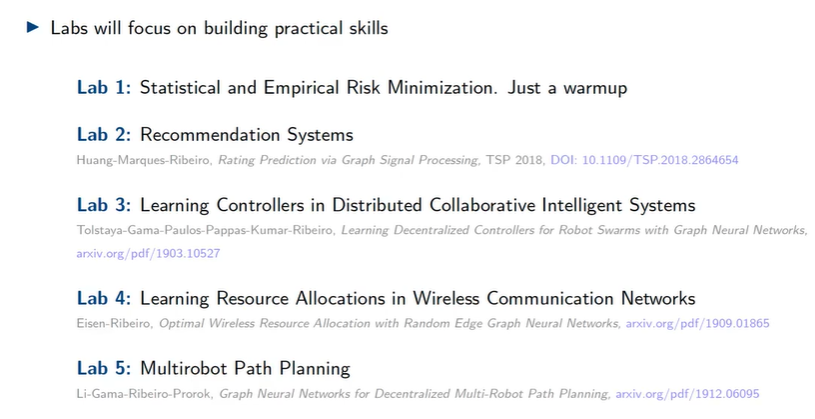 ▶ Labs will focus on building practical skills
Lab 1: Statistical and Empirical Risk Minimization. Just a warmup
Lab 2: Recommendation Systems
Huang-Marques-Ribeiro, Rating Prediction via Graph Signal Processing, TSP 2018, DOI: 10.1109/TSP.2018.2864654
Lab 3: Learning Controllers in Distributed Collaborative Intelligent Systems
Tolstaya-Gama-Paulos-Pappas-Kumar-Ribeiro, Learning Decentralized Controllers for Robot Swarms with Graph Neural Networks,
arxiv.org/pdf/1903.10527
Lab 4: Learning Resource Allocations in Wireless Communication Networks
Eisen-Ribeiro, Optimal Wireless Resource Allocation with Random Edge Graph Neural Networks, arxiv.org/pdf/1909.01865
Lab 5: Multirobot Path Planning
Li-Gama-Ribeiro-Prorok, Graph Neural Networks for Decentralized Multi-Robot Path Planning, arxiv.org/pdf/1912.06095